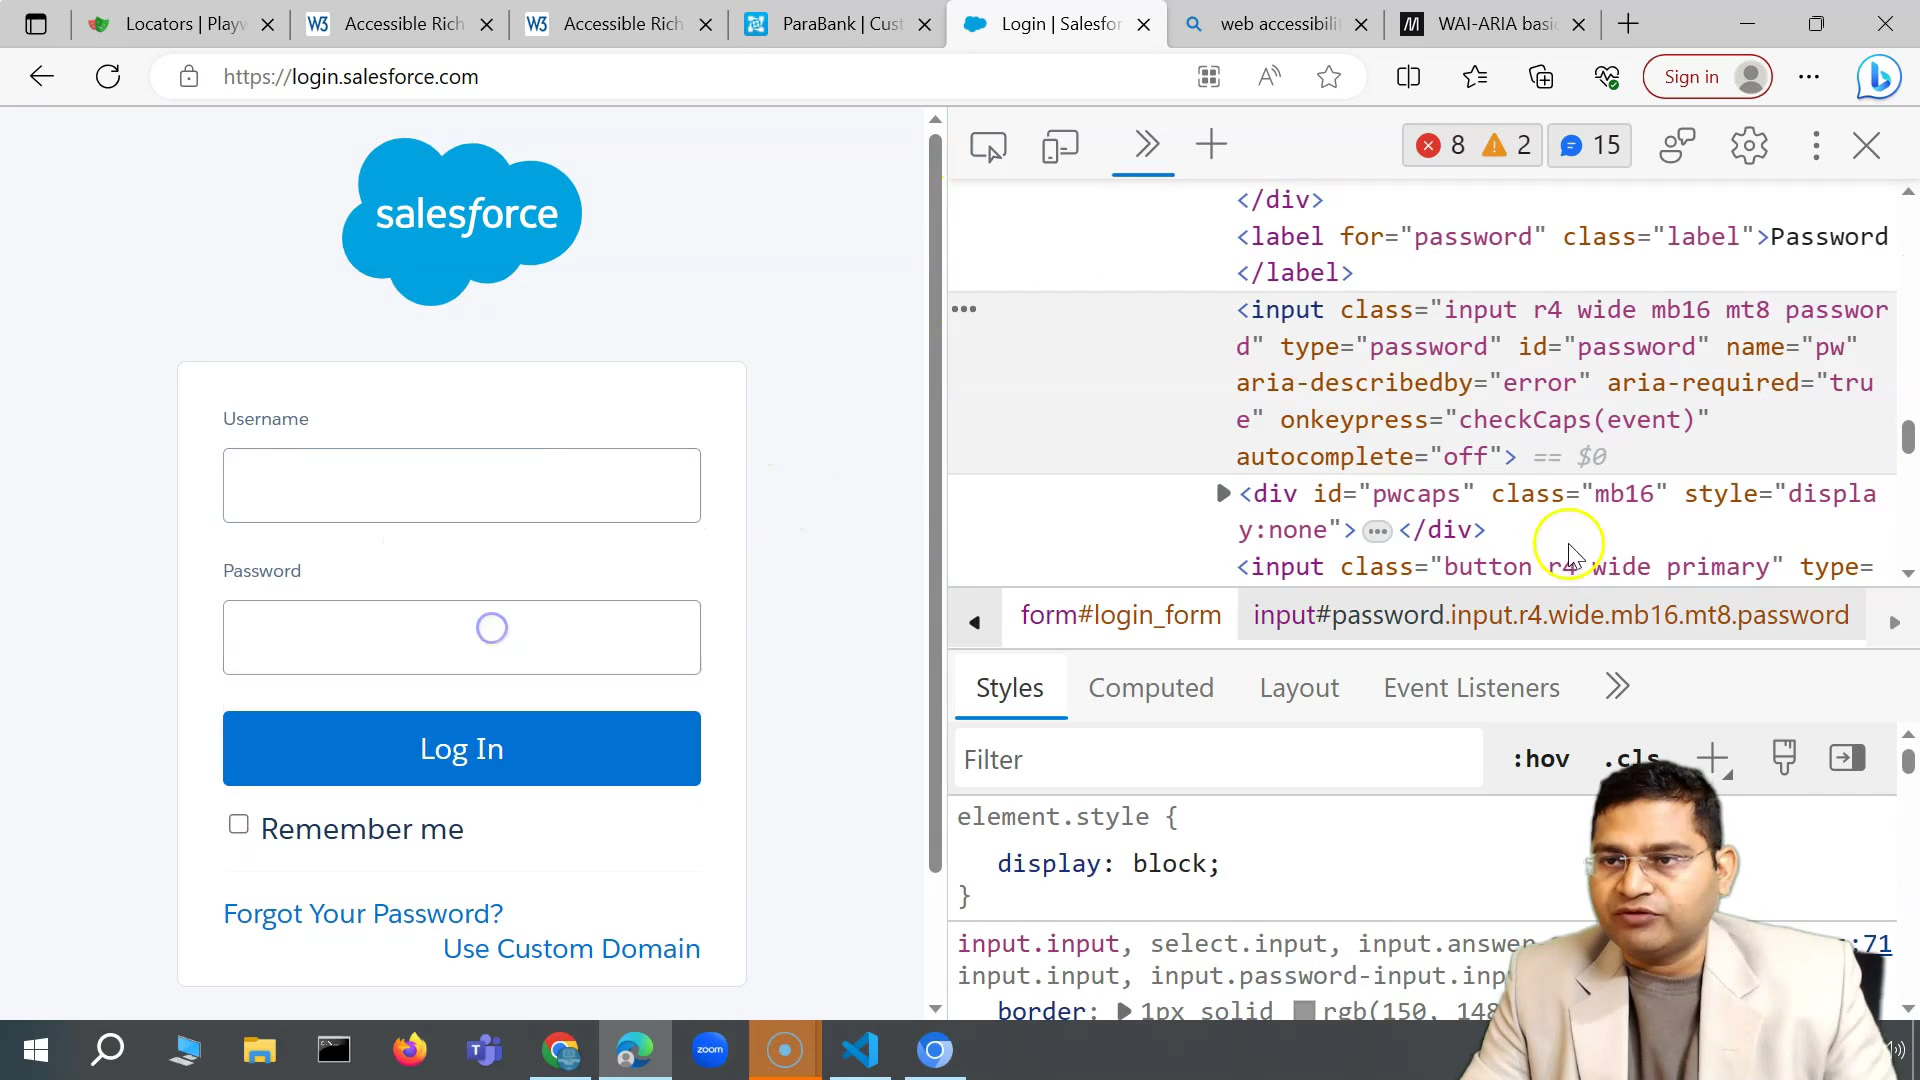 Locators | Playw
Accessible Rich
Accessible Rich
ParaBank | Cust
Login | Salesfor
web accessibili
WAI-ARIA basic
https://login.salesforce.com
Sign in
salesforce
Username
Password
Log In
Remember me
Forgot Your Password?
Use Custom Domain
8 2 15
</div>
<label for="password" class="label">Password
</label>
<input class="input r4 wide mb16 mt8 passwor
d" type="password" id="password" name="pw"
aria-describedby="error" aria-required="tru
e" onkeypress="checkCaps(event)"
autocomplete="off"> == $0
<div id="pwcaps" class="mb16" style="displa
y:none"> </div>
<input class="button r4 wide primary" type=
form#login_form input#password.input.r4.wide.mb16.mt8.password
Styles Computed Layout Event Listeners
Filter :hov .cls
element.style {
display: block;
}
input.input, select.input, input.answer :71
input.input, input.password-input.inp
border: 1px solid rgb(150, 148
zoom